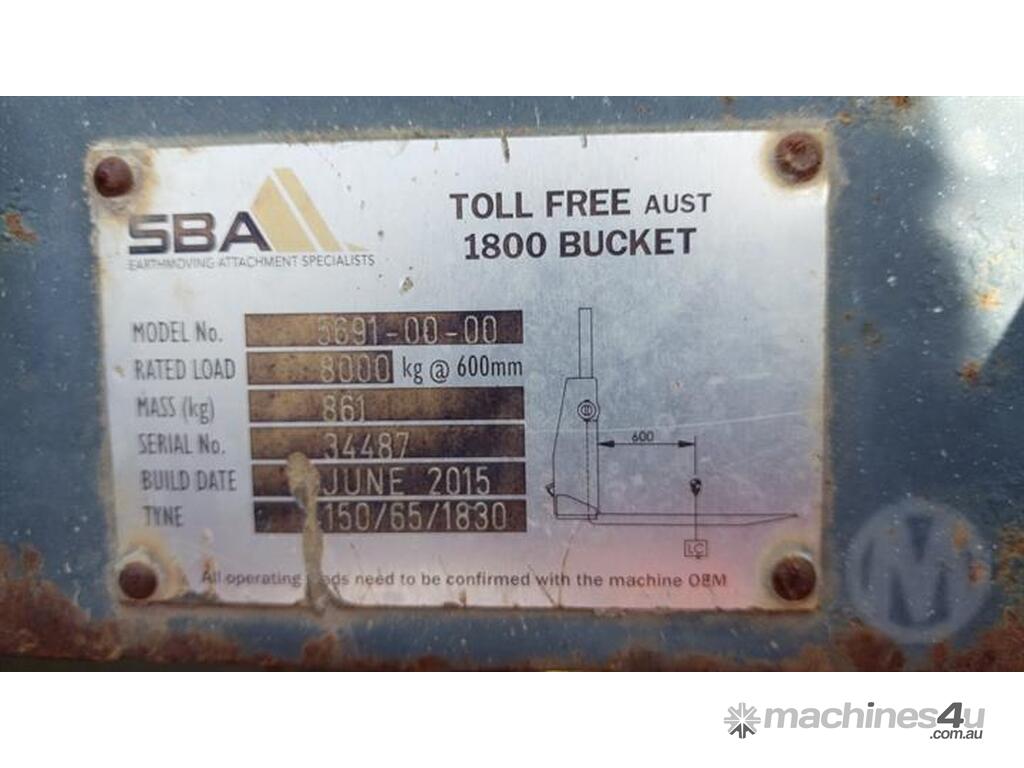 SBA
EARTHMOVING ATTACHMENT SPECIALISTS
TOLL FREE AUST
1800 BUCKET
MODEL No. 5691-00-00
RATED LOAD 8000 kg @ 600mm
MASS (kg) 861
SERIAL No. 34487
BUILD DATE JUNE 2015
TYNE 150/65/1830
600
LC
All operating need to be confirmed with the machine OEM
M
machines4u
.com.au